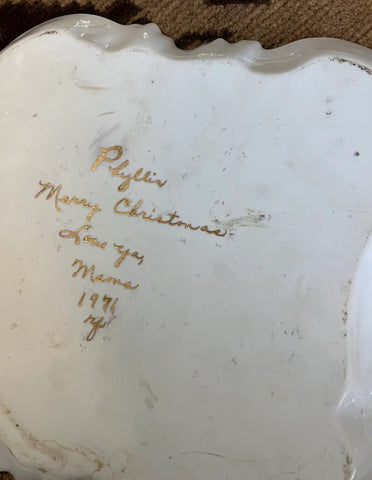 Phyllis
Merry Christmas
Love ya,
Mama
1971